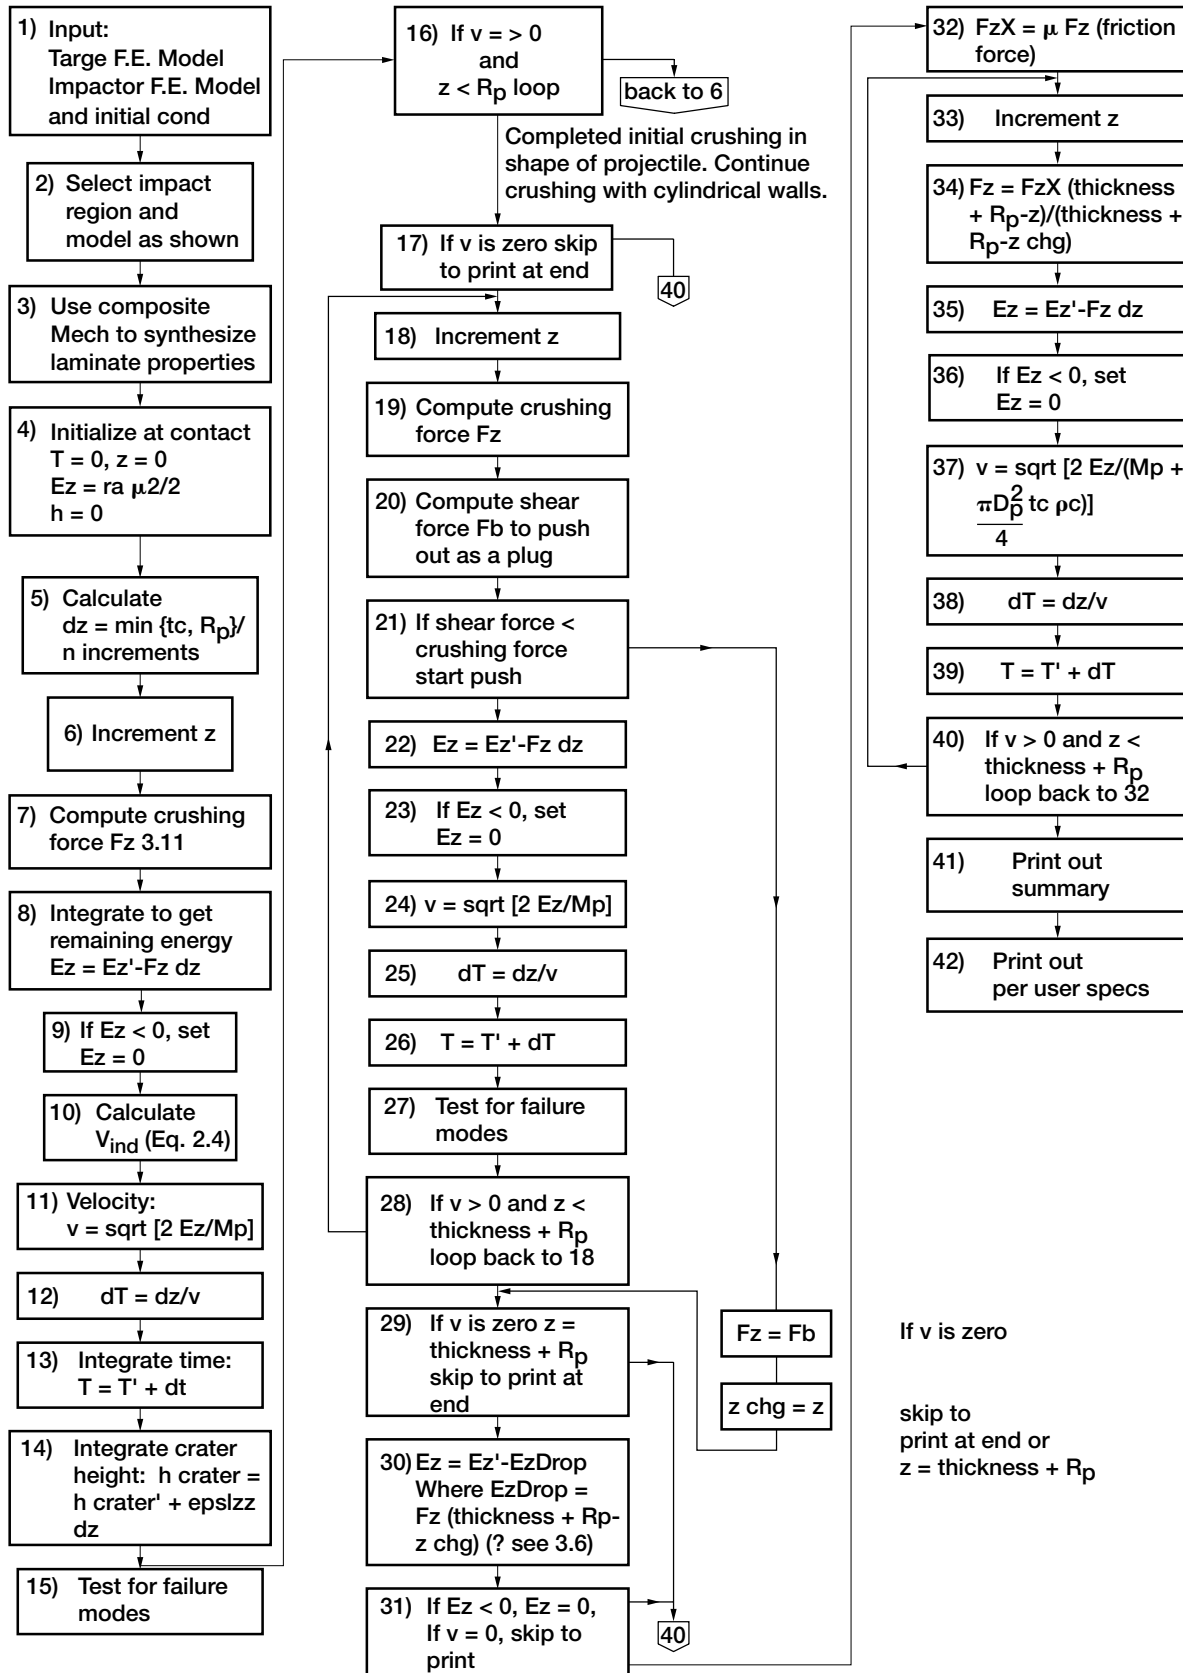 1) Input:
Targe F.E. Model
Impactor F.E. Model
and initial cond
2) Select impact
region and
model as shown
3) Use composite
Mech to synthesize
laminate properties
4) Initialize at contact
T = 0, z = 0
Ez = ra μ2/2
h = 0
5) Calculate
dz = min {tc, Rp}/
n increments
6) Increment z
7) Compute crushing
force Fz 3.11
8) Integrate to get
remaining energy
Ez = Ez'-Fz dz
9) If Ez < 0, set
Ez = 0
10) Calculate
Vind (Eq. 2.4)
11) Velocity:
v = sqrt [2 Ez/Mp]
12) dT = dz/v
13) Integrate time:
T = T' + dt
14) Integrate crater
height: h crater =
h crater' + epslzz
dz
15) Test for failure
modes
16) If v = > 0
and
z < Rp loop
back to 6
Completed initial crushing in
shape of projectile. Continue
crushing with cylindrical walls.
17) If v is zero skip
to print at end
40
18) Increment z
19) Compute crushing
force Fz
20) Compute shear
force Fb to push
out as a plug
21) If shear force <
crushing force
start push
22) Ez = Ez'-Fz dz
23) If Ez < 0, set
Ez = 0
24) v = sqrt [2 Ez/Mp]
25) dT = dz/v
26) T = T' + dT
27) Test for failure
modes
28) If v > 0 and z <
thickness + Rp
loop back to 18
29) If v is zero z =
thickness + Rp
skip to print at
end
30) Ez = Ez'-EzDrop
Where EzDrop =
Fz (thickness + Rp-
z chg) (? see 3.6)
31) If Ez < 0, Ez = 0,
If v = 0, skip to
print
40
Fz = Fb
z chg = z
32) FzX = μ Fz (friction
force)
33) Increment z
34) Fz = FzX (thickness
+ Rp-z)/(thickness +
Rp-z chg)
35) Ez = Ez'-Fz dz
36) If Ez < 0, set
Ez = 0
37) v = sqrt [2 Ez/(Mp +
πDp² tc ρc)]
4
38) dT = dz/v
39) T = T' + dT
40) If v > 0 and z <
thickness + Rp
loop back to 32
41) Print out
summary
42) Print out
per user specs
If v is zero
skip to
print at end or
z = thickness + Rp